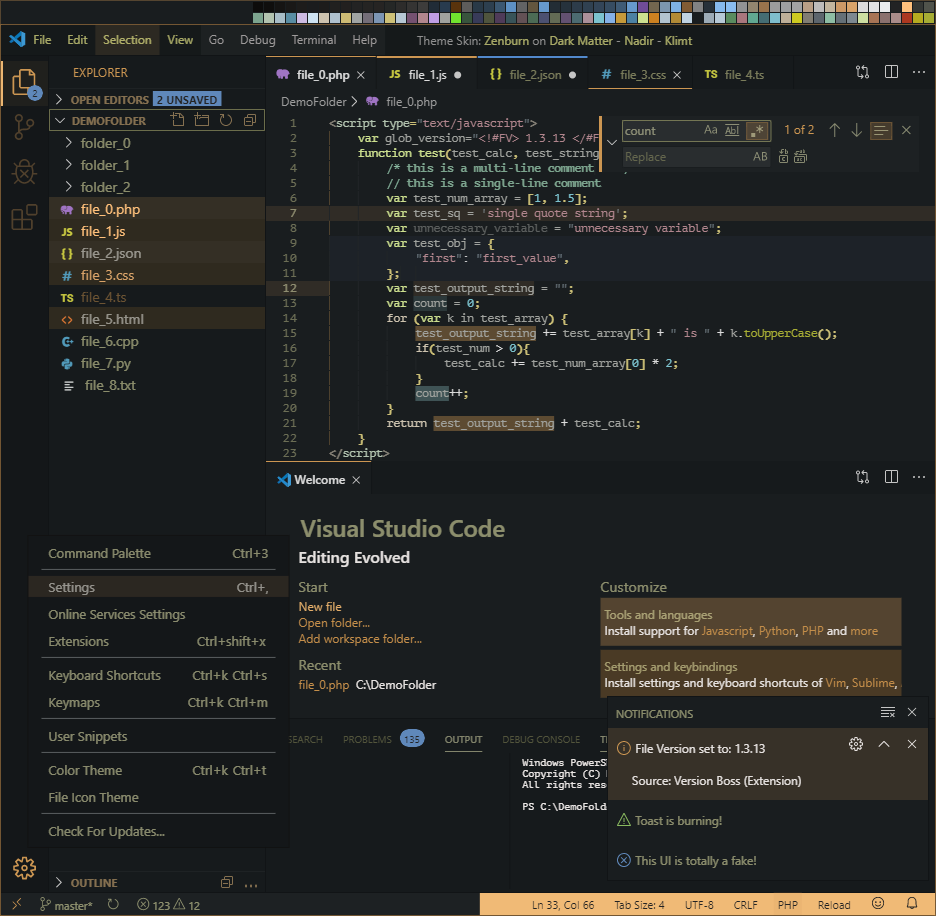 File Edit Selection View Go Debug Terminal Help Theme Skin: Zenburn on Dark Matter - Nadir - Klimt
EXPLORER
OPEN EDITORS 2 UNSAVED
DEMOFOLDER
folder_0
folder_1
folder_2
file_0.php
file_1.js
file_2.json
file_3.css
TS file_4.ts
file_5.html
file_6.cpp
file_7.py
file_8.txt
2
file_0.php JS file_1.js {} file_2.json # file_3.css TS file_4.ts
DemoFolder > file_0.php
count Aa Abl .* 1 of 2
Replace AB
1 <script type="text/javascript">
2 var glob_version="<!#FV> 1.3.13 </#F
3 function test(test_calc, test_string
4 /* this is a multi-line comment
5 // this is a single-line comment
6 var test_num_array = [1, 1.5];
7 var test_sq = 'single quote string';
8 var unnecessary_variable = "unnecessary variable";
9 var test_obj = {
10 "first": "first_value",
11 };
12 var test_output_string = "";
13 var count = 0;
14 for (var k in test_array) {
15 test_output_string += test_array[k] + " is " + k.toUpperCase();
16 if(test_num > 0){
17 test_calc += test_num_array[0] * 2;
18 }
19 count++;
20 }
21 return test_output_string + test_calc;
22 }
23 </script>
Welcome
Visual Studio Code
Editing Evolved
Start
New file
Open folder...
Add workspace folder...
Recent
file_0.php C:\DemoFolder
Customize
Tools and languages
Install support for Javascript, Python, PHP and more
Settings and keybindings
Install settings and keyboard shortcuts of Vim, Sublime,
Command Palette Ctrl+3
Settings Ctrl+,
Online Services Settings
Extensions Ctrl+shift+x
Keyboard Shortcuts Ctrl+k Ctrl+s
Keymaps Ctrl+k Ctrl+m
User Snippets
Color Theme Ctrl+k Ctrl+t
File Icon Theme
Check For Updates...
SEARCH PROBLEMS 135 OUTPUT DEBUG CONSOLE
Windows PowerS
Copyright (C)
All rights res
PS C:\DemoFold
NOTIFICATIONS
File Version set to: 1.3.13
Source: Version Boss (Extension)
Toast is burning!
This UI is totally a fake!
OUTLINE
master* 123 12 Ln 33, Col 66 Tab Size: 4 UTF-8 CRLF PHP Reload